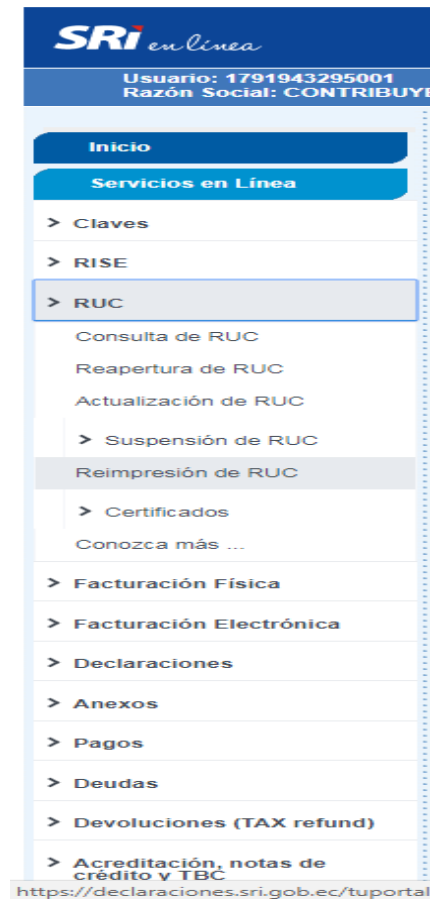 SRi en línea
Usuario: 1791943295001
Razón Social: CONTRIBUYE
Inicio
Servicios en Línea
> Claves
> RISE
> RUC
Consulta de RUC
Reapertura de RUC
Actualización de RUC
> Suspensión de RUC
Reimpresión de RUC
> Certificados
Conozca más ...
> Facturación Física
> Facturación Electrónica
> Declaraciones
> Anexos
> Pagos
> Deudas
> Devoluciones (TAX refund)
> Acreditación, notas de
crédito y TBC
https://declaraciones.sri.gob.ec/tuportal